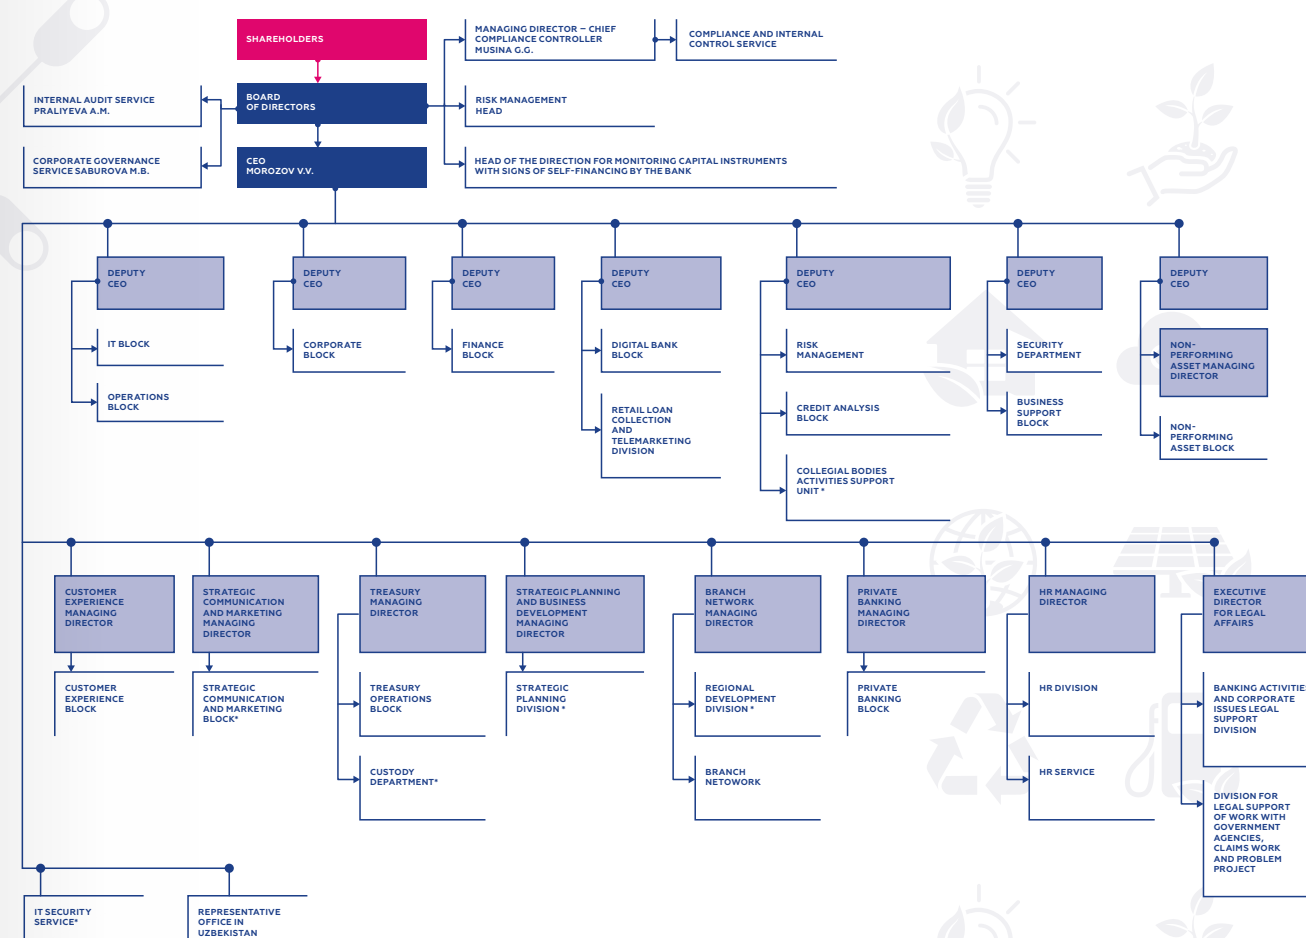 SHAREHOLDERS
MANAGING DIRECTOR – CHIEF
COMPLIANCE CONTROLLER
MUSINA G.G.
COMPLIANCE AND INTERNAL
CONTROL SERVICE
INTERNAL AUDIT SERVICE
PRALIYEVA A.M.
BOARD
OF DIRECTORS
RISK MANAGEMENT
HEAD
CORPORATE GOVERNANCE
SERVICE SABUROVA M.B.
CEO
MOROZOV V.V.
HEAD OF THE DIRECTION FOR MONITORING CAPITAL INSTRUMENTS
WITH SIGNS OF SELF-FINANCING BY THE BANK
DEPUTY
CEO
IT BLOCK
OPERATIONS
BLOCK
DEPUTY
CEO
CORPORATE
BLOCK
DEPUTY
CEO
FINANCE
BLOCK
DEPUTY
CEO
DIGITAL BANK
BLOCK
RETAIL LOAN
COLLECTION
AND
TELEMARKETING
DIVISION
DEPUTY
CEO
RISK
MANAGEMENT
CREDIT ANALYSIS
BLOCK
COLLEGIAL BODIES
ACTIVITIES SUPPORT
UNIT *
DEPUTY
CEO
SECURITY
DEPARTMENT
BUSINESS
SUPPORT
BLOCK
DEPUTY
CEO
NON-
PERFORMING
ASSET MANAGING
DIRECTOR
NON-
PERFORMING
ASSET BLOCK
CUSTOMER
EXPERIENCE
MANAGING
DIRECTOR
CUSTOMER
EXPERIENCE
BLOCK
STRATEGIC
COMMUNICATION
AND MARKETING
MANAGING
DIRECTOR
STRATEGIC
COMMUNICATION
AND MARKETING
BLOCK*
TREASURY
MANAGING
DIRECTOR
TREASURY
OPERATIONS
BLOCK
CUSTODY
DEPARTMENT*
STRATEGIC PLANNING
AND BUSINESS
DEVELOPMENT
MANAGING
DIRECTOR
STRATEGIC
PLANNING
DIVISION *
BRANCH
NETWORK
MANAGING
DIRECTOR
REGIONAL
DEVELOPMENT
DIVISION *
BRANCH
NETOWORK
PRIVATE
BANKING
MANAGING
DIRECTOR
PRIVATE
BANKING
BLOCK
HR MANAGING
DIRECTOR
HR DIVISION
HR SERVICE
EXECUTIVE
DIRECTOR
FOR LEGAL
AFFAIRS
BANKING ACTIVITIES
AND CORPORATE
ISSUES LEGAL
SUPPORT
DIVISION
DIVISION FOR
LEGAL SUPPORT
OF WORK WITH
GOVERNMENT
AGENCIES,
CLAIMS WORK
AND PROBLEM
PROJECT
IT SECURITY
SERVICE*
REPRESENTATIVE
OFFICE IN
UZBEKISTAN